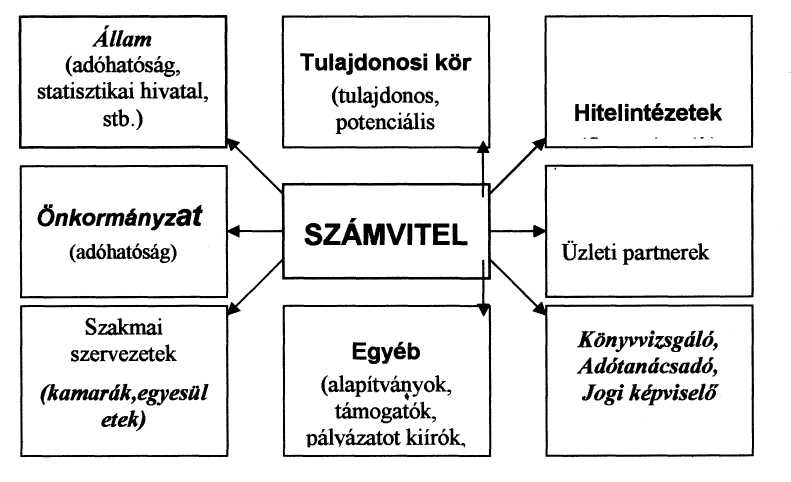 Állam
(adóhatóság,
statisztikai hivatal,
stb.)
Tulajdonosi kör
(tulajdonos,
potenciális
Hitelintézetek
Önkormányzat
(adóhatóság)
SZÁMVITEL
Üzleti partnerek
Szakmai
szervezetek
(kamarák,egyesül
etek)
Egyéb
(alapítványok,
támogatók,
pályázatot kiírók,
Könyvvizsgáló,
Adótanácsadó,
Jogi képviselő